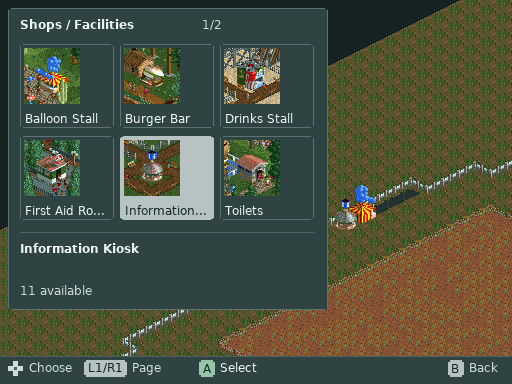 Shops / Facilities 1/2
Balloon Stall Burger Bar Drinks Stall
First Aid Ro... Information... Toilets
Information Kiosk
11 available
Choose L1/R1 Page A Select B Back